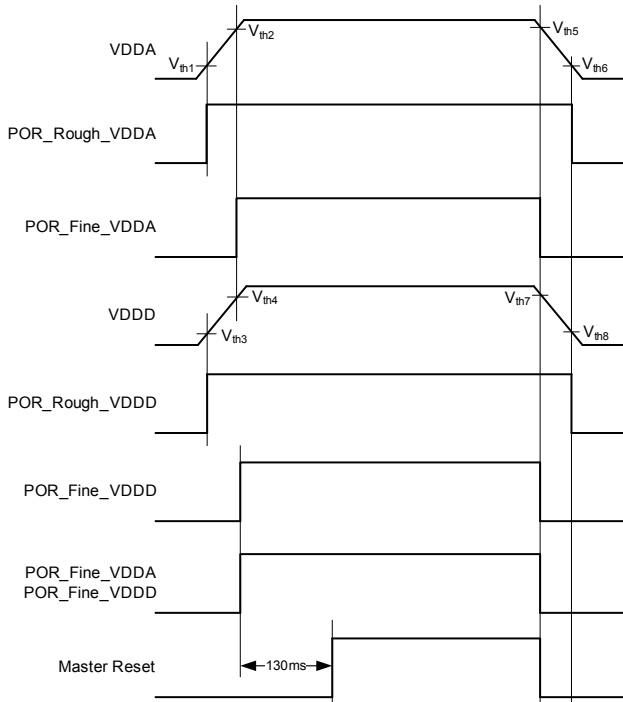 VDDA
Vth1
Vth2
Vth5
Vth6
POR_Rough_VDDA
POR_Fine_VDDA
VDDD
Vth3
Vth4
Vth7
Vth8
POR_Rough_VDDD
POR_Fine_VDDD
POR_Fine_VDDA
POR_Fine_VDDD
130ms
Master Reset